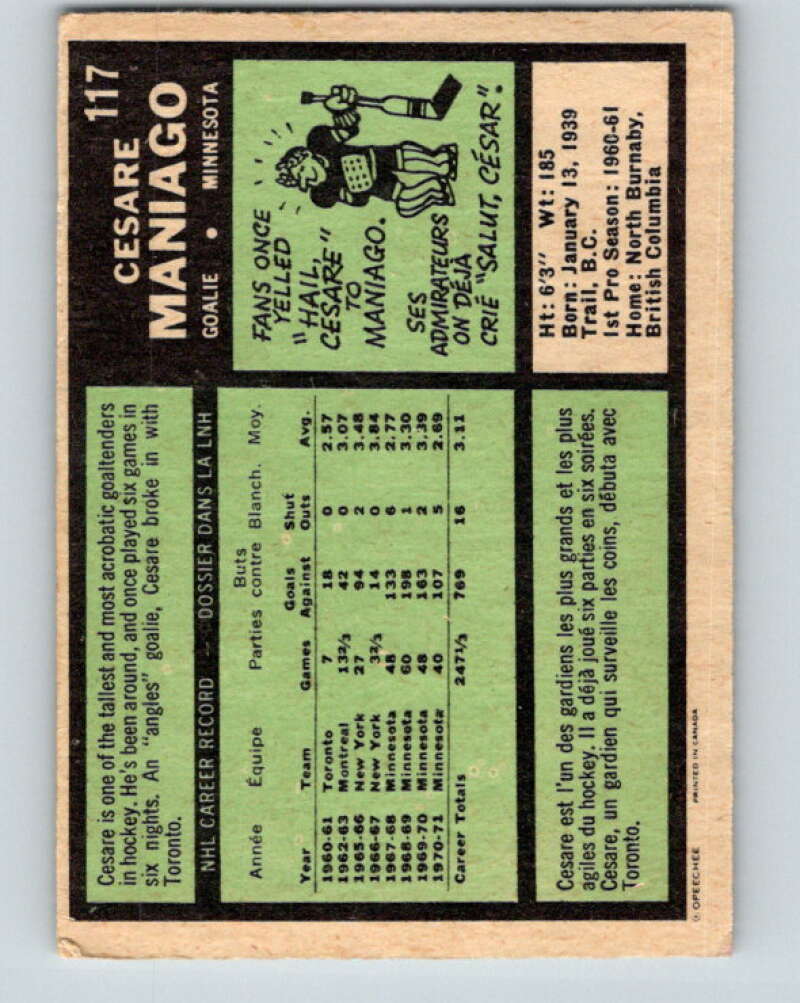 117
CESARE
MANIAGO
GOALIE • MINNESOTA
Cesare is one of the tallest and most acrobatic goaltenders
in hockey. He's been around, and once played six games in
six nights. An "angles" goalie, Cesare broke in with
Toronto.
FANS ONCE
YELLED
"HAIL,
CESARE"
TO
MANIAGO.
SES
ADMIRATEURS
ON DÉJÀ
CRIÉ "SALUT, CÉSAR".
NHL CAREER RECORD — DOSSIER DANS LA LNH
Année Équipe Parties Buts contre Blanch. Moy.
Year Team Games Goals Against Shut Outs Avg.
1960-61 Toronto 7 18 0 2.57
1962-63 Montreal 13⅔ 42 0 3.07
1965-66 New York 27 94 2 3.48
1966-67 New York 3⅔ 14 0 3.84
1967-68 Minnesota 48 133 6 2.77
1968-69 Minnesota 60 198 1 3.30
1969-70 Minnesota 48 163 2 3.39
1970-71 Minnesota 40 107 5 2.69
Career Totals 247⅓ 769 16 3.11
Ht: 6'3" Wt: 185
Born: January 13, 1939
Trail, B.C.
1st Pro Season: 1960-61
Home: North Burnaby,
British Columbia
Cesare est l'un des gardiens les plus grands et les plus
agiles du hockey. Il a déjà joué six parties en six soirées.
Cesare, un gardien qui surveille les coins, débuta avec
Toronto.
© OPEECHEE PRINTED IN CANADA